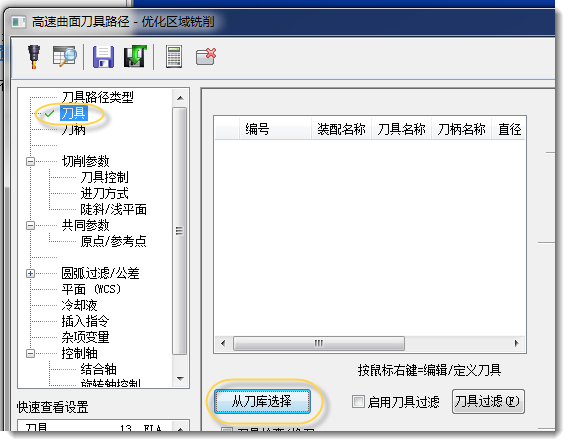 高速曲面刀具路径 - 优化区域铣削
刀具路径类型
刀具
刀柄
切削参数
刀具控制
进刀方式
陡斜/浅平面
共同参数
原点/参考点
圆弧过滤/公差
平面 (WCS)
冷却液
插入指令
杂项变量
控制轴
结合轴
旋转轴控制
快速查看设置
刀具 13. FLA
编号 装配名称 刀具名称 刀柄名称 直径
按鼠标右键=编辑/定义刀具
从刀库选择 启用刀具过滤 刀具过滤(F)